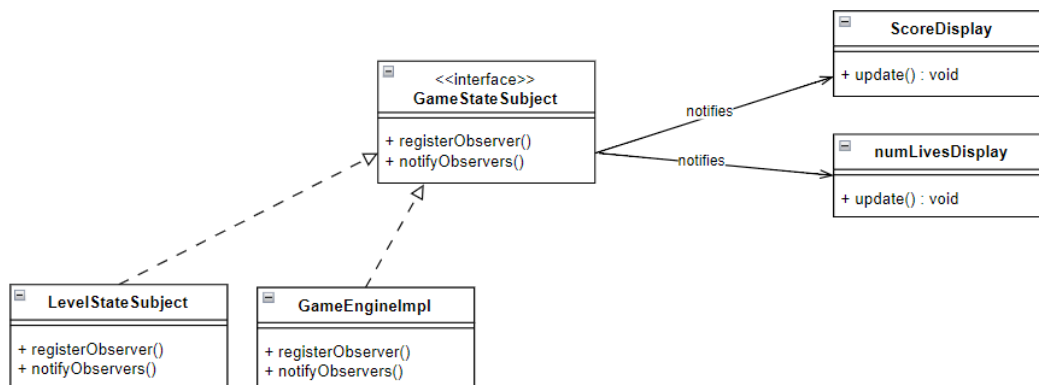 <<interface>>
GameStateSubject
+ registerObserver()
+ notifyObservers()
notifies
notifies
ScoreDisplay
+ update() : void
numLivesDisplay
+ update() : void
LevelStateSubject
+ registerObserver()
+ notifyObservers()
GameEngineImpl
+ registerObserver()
+ notifyObservers()